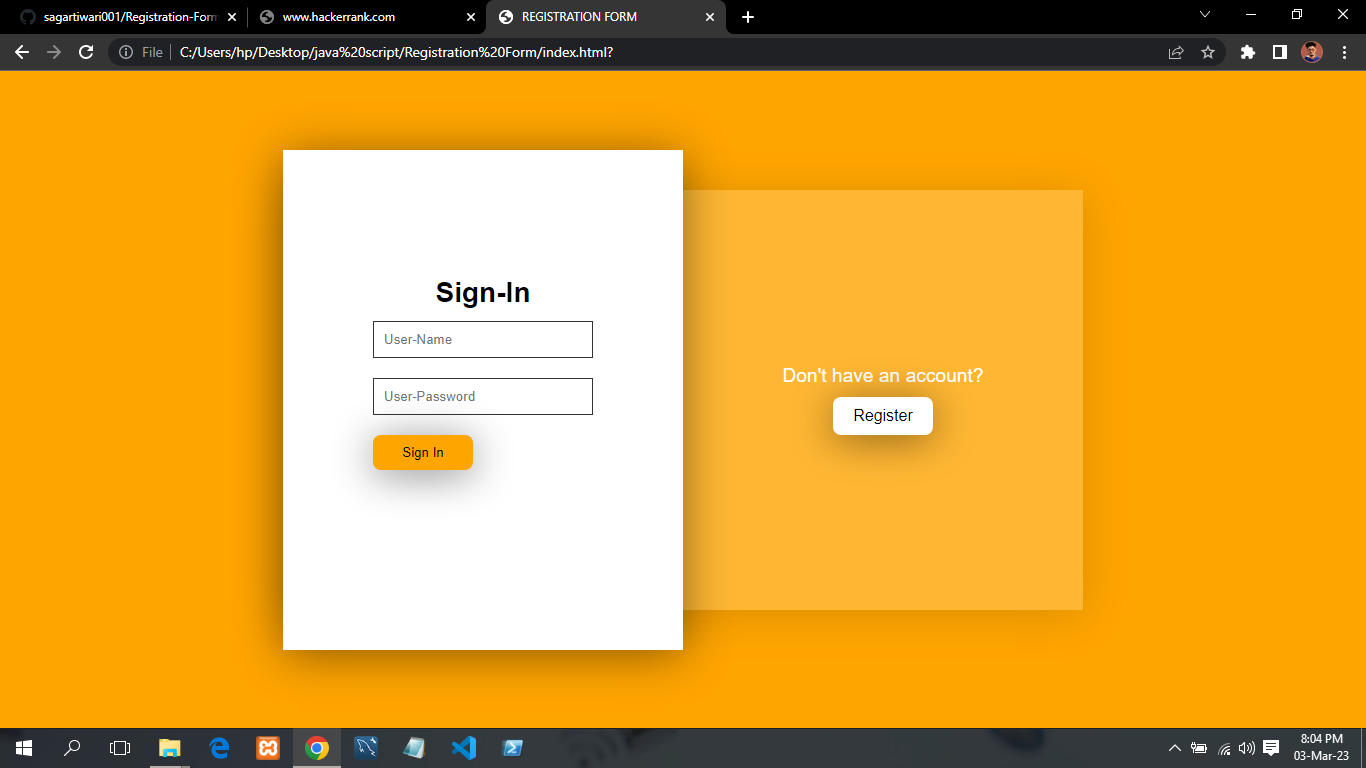 sagartiwari001/Registration-Form
www.hackerrank.com
REGISTRATION FORM
File
C:/Users/hp/Desktop/java%20script/Registration%20Form/index.html?
Sign-In
User-Name
User-Password
Sign In
Don't have an account?
Register
8:04 PM
03-Mar-23